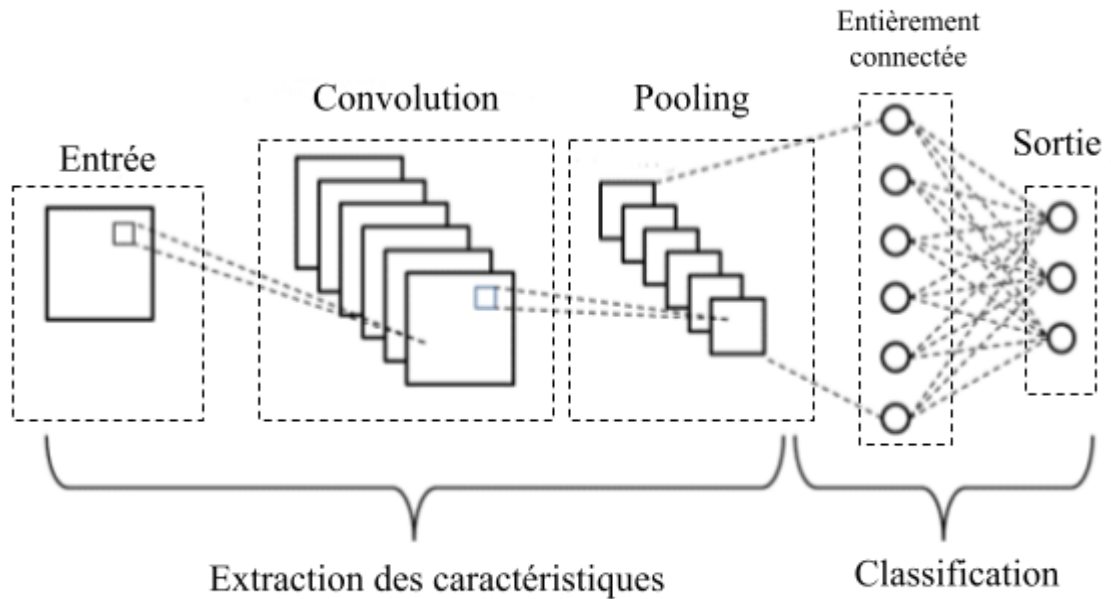 Entièrement
connectée
Convolution
Pooling
Entrée
Sortie
Extraction des caractéristiques
Classification